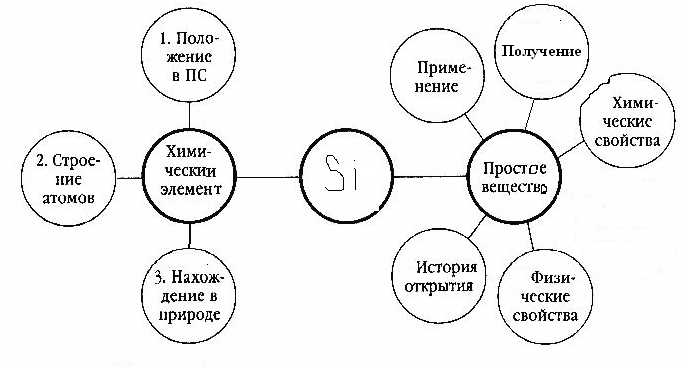 1. Поло-
жение
в ПС
2. Строе-
ние
атомов
Хими-
ческий
элемент
3. Нахож-
дение в
природе
Si
Простое
вещество
Приме-
нение
Получение
Хими-
ческие
свойства
История
открытия
Физи-
ческие
свойства